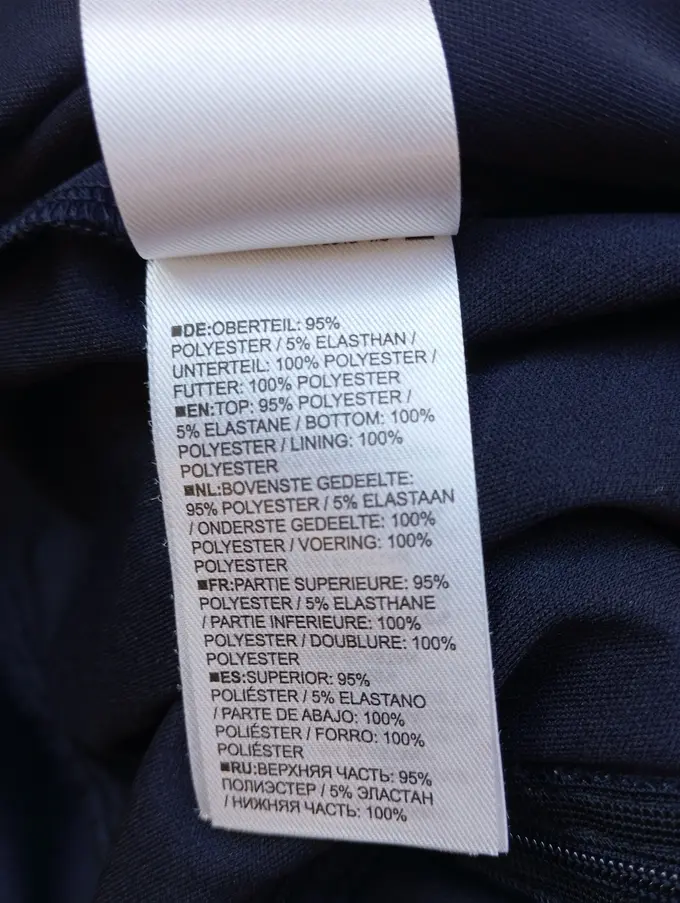 ■DE:OBERTEIL: 95%
POLYESTER / 5% ELASTHAN /
UNTERTEIL: 100% POLYESTER /
FUTTER: 100% POLYESTER
■EN:TOP: 95% POLYESTER /
5% ELASTANE / BOTTOM: 100%
POLYESTER / LINING: 100%
POLYESTER
■NL:BOVENSTE GEDEELTE:
95% POLYESTER / 5% ELASTAAN
/ ONDERSTE GEDEELTE: 100%
POLYESTER / VOERING: 100%
POLYESTER
■FR:PARTIE SUPERIEURE: 95%
POLYESTER / 5% ELASTHANE
/ PARTIE INFERIEURE: 100%
POLYESTER / DOUBLURE: 100%
POLYESTER
■ES:SUPERIOR: 95%
POLIÉSTER / 5% ELASTANO
/ PARTE DE ABAJO: 100%
POLIÉSTER / FORRO: 100%
POLIÉSTER
■RU:ВЕРХНЯЯ ЧАСТЬ: 95%
ПОЛИЭСТЕР / 5% ЭЛАСТАН
/ НИЖНЯЯ ЧАСТЬ: 100%